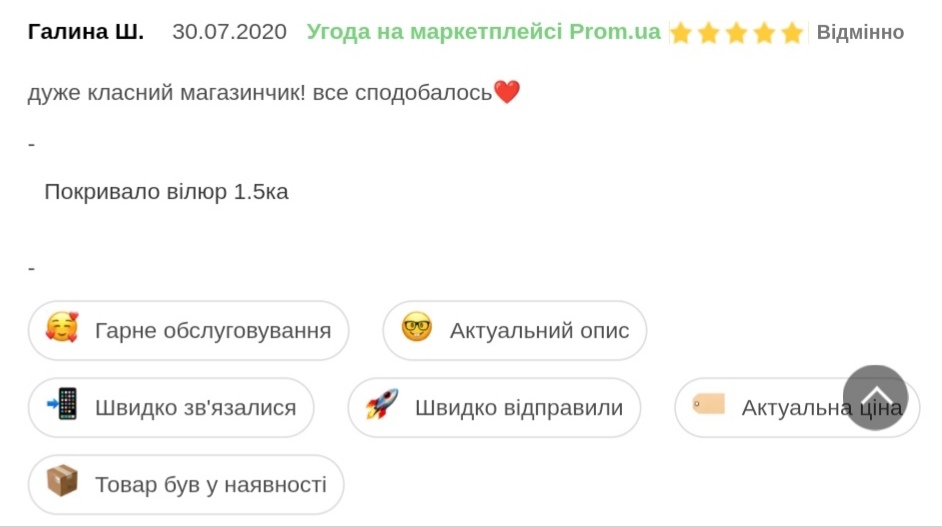 Галина Ш. 30.07.2020 Угода на маркетплейсі Prom.ua Відмінно
дуже класний магазинчик! все сподобалось❤️
-
Покривало вілюр 1.5ка
-
Гарне обслуговування Актуальний опис
Швидко зв'язалися Швидко відправили Актуальна ціна
Товар був у наявності